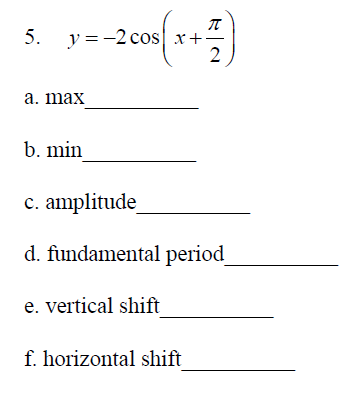 5. y = -2 cos(x + π/2)
a. max__________
b. min__________
c. amplitude__________
d. fundamental period__________
e. vertical shift__________
f. horizontal shift__________